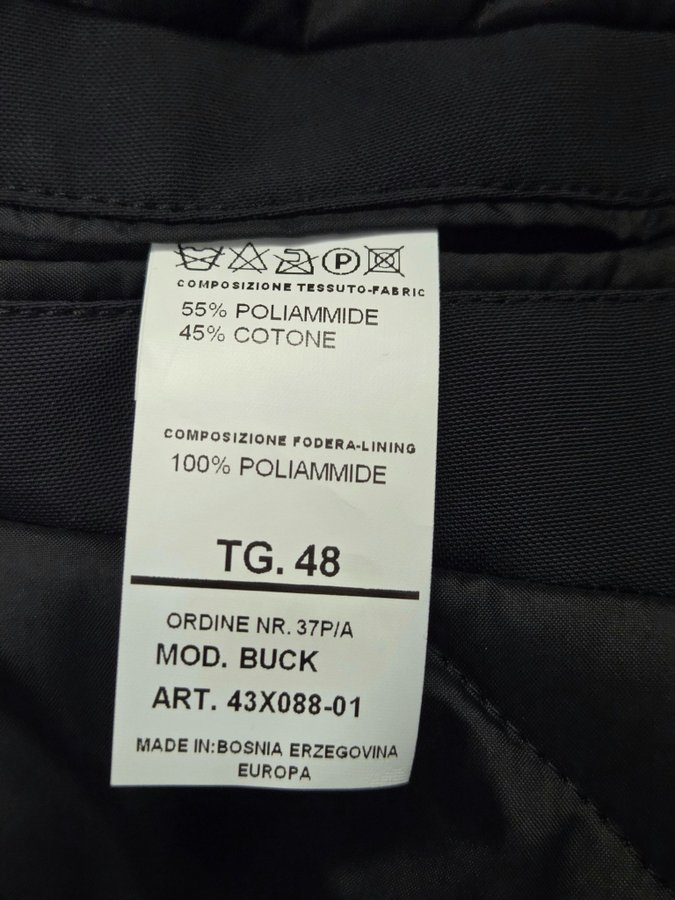 P
COMPOSIZIONE TESSUTO-FABRIC
55% POLIAMMIDE
45% COTONE
COMPOSIZIONE FODERA-LINING
100% POLIAMMIDE
TG. 48
ORDINE NR. 37P/A
MOD. BUCK
ART. 43X088-01
MADE IN:BOSNIA ERZEGOVINA
EUROPA